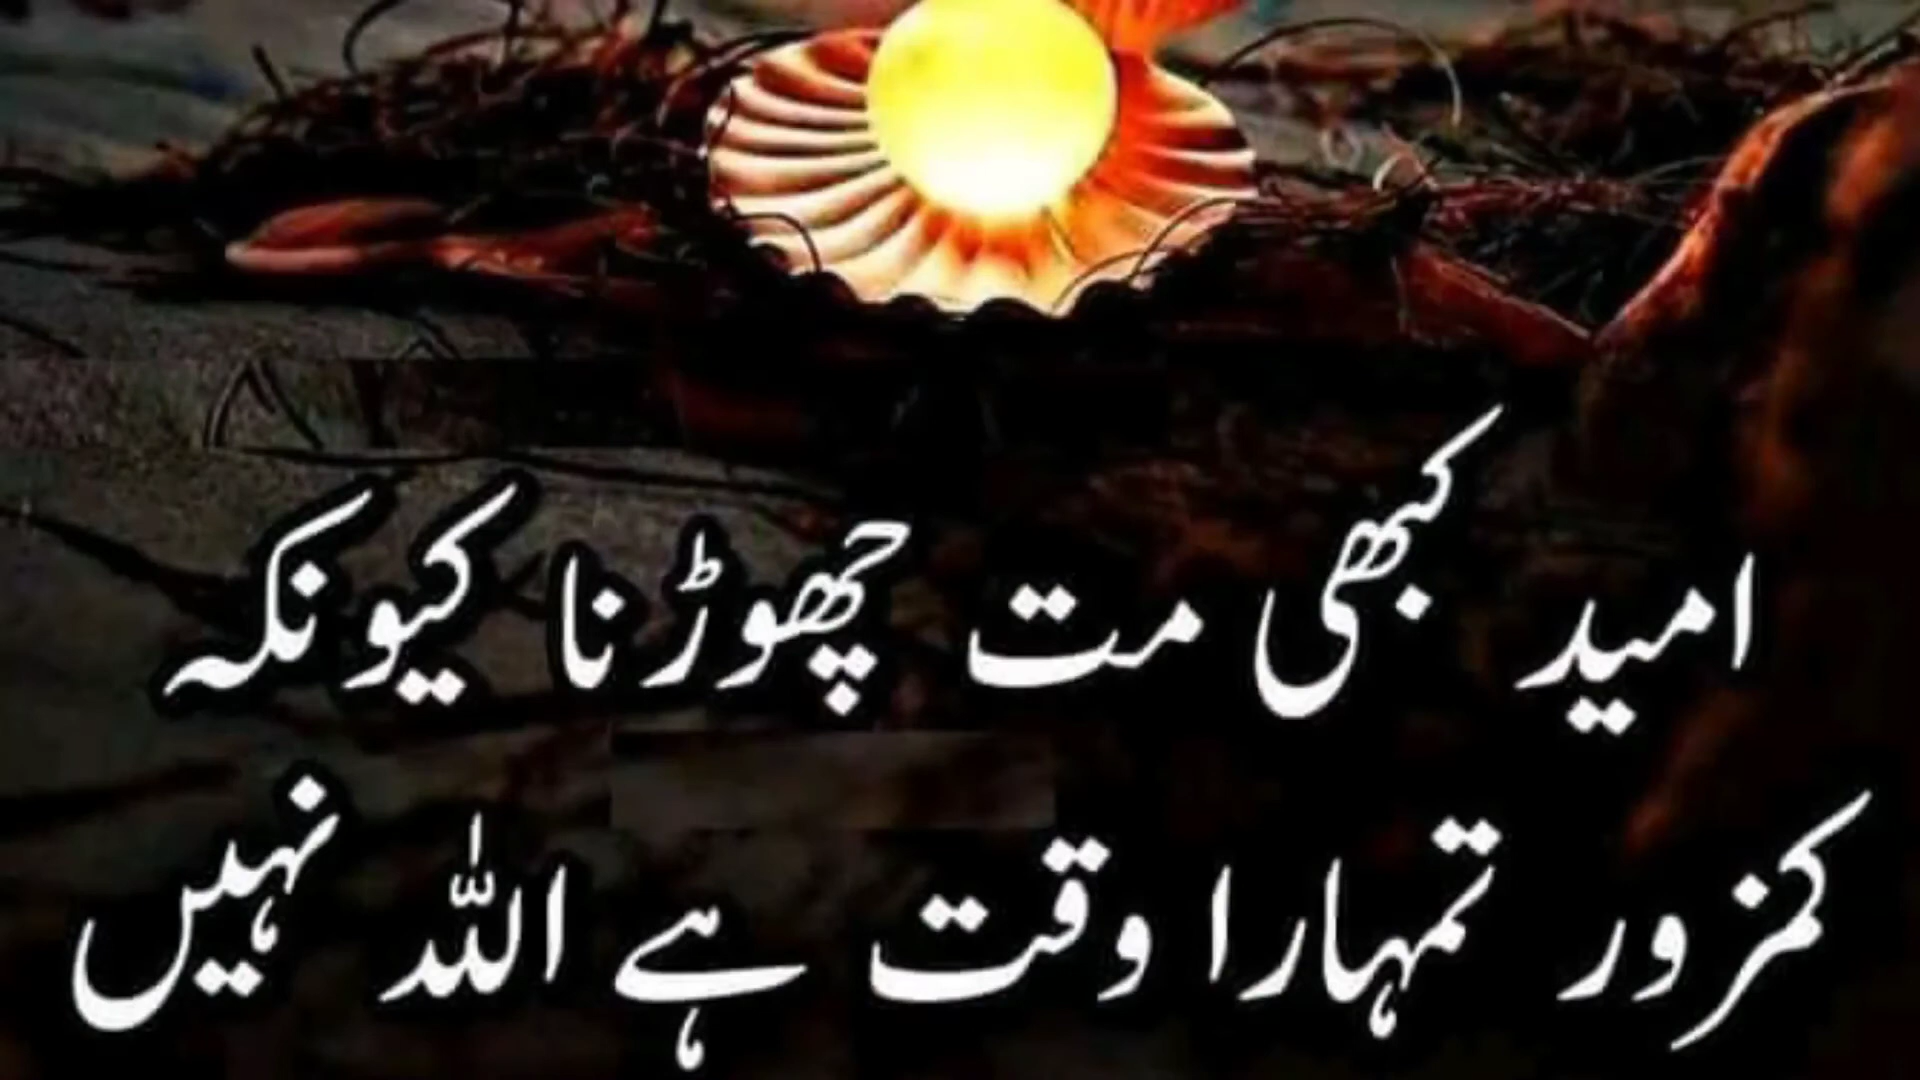 امید کبھی مت چھوڑنا کیونکہ
کمزور تمہارا وقت ہے اللہ نہیں